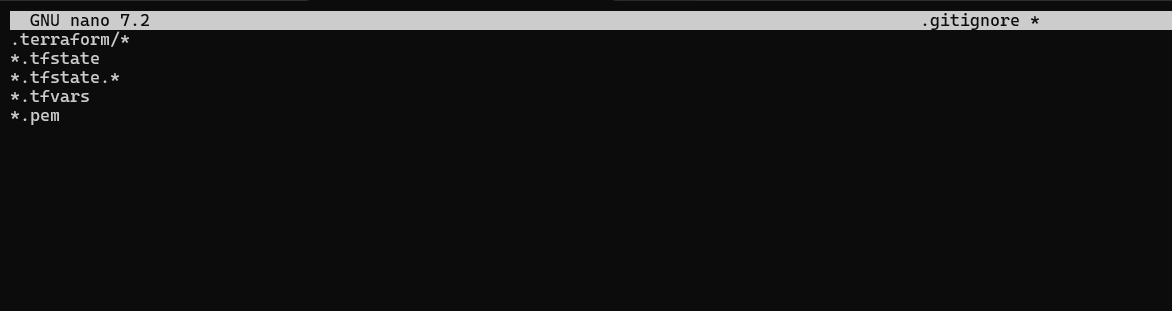 GNU nano 7.2 .gitignore *
.terraform/*
*.tfstate
*.tfstate.*
*.tfvars
*.pem